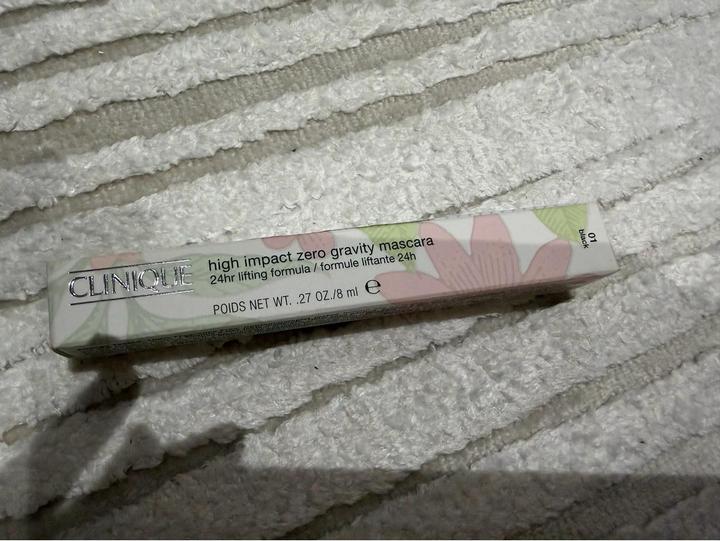 CLINIQUE
high impact zero gravity mascara
24hr lifting formula / formule liftante 24h
POIDS NET WT. .27 OZ./8 ml ℮
01
black